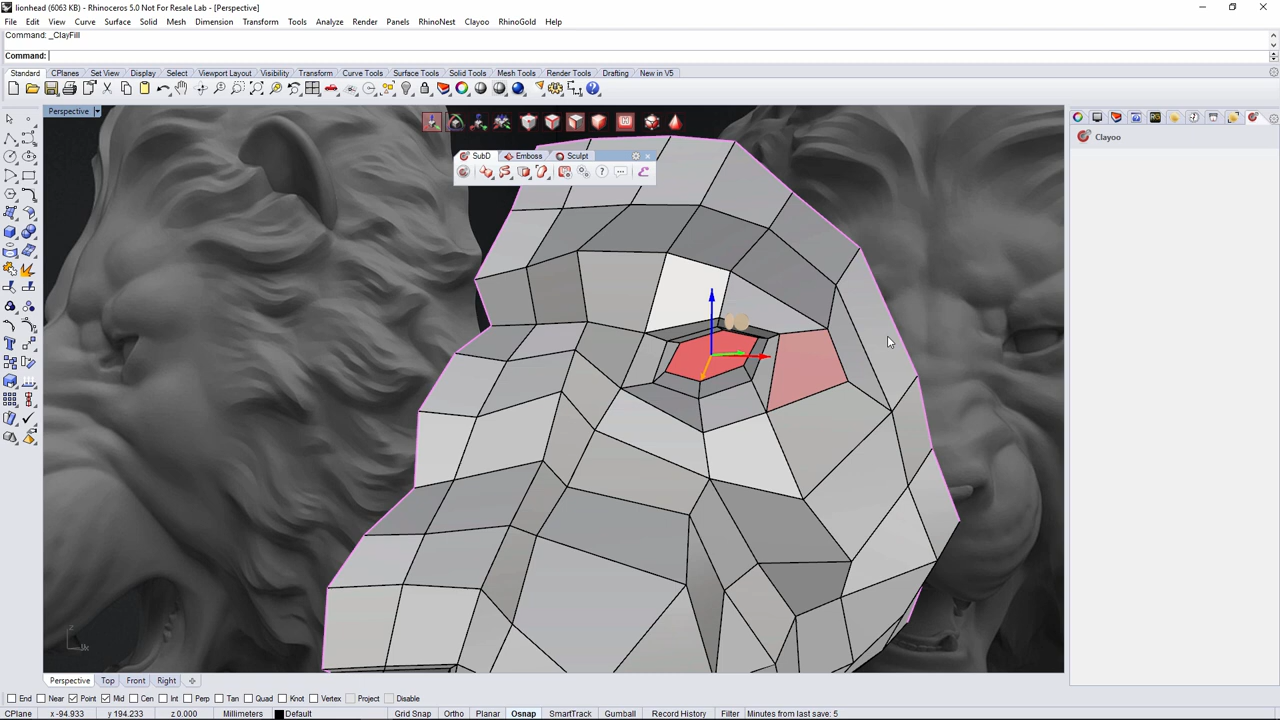 lionhead (6063 KB) - Rhinoceros 5.0 Not For Resale Lab - [Perspective]
File Edit View Curve Surface Solid Mesh Dimension Transform Tools Analyze Render Panels RhinoNest Clayoo RhinoGold Help
Command: _ClayFill
Command:
Standard CPlanes Set View Display Select Viewport Layout Visibility Transform Curve Tools Surface Tools Solid Tools Mesh Tools Render Tools Drafting New in V5
Perspective
Clayoo
SubD Emboss Sculpt
z x
Perspective Top Front Right
End Near Point Mid Cen Int Perp Tan Quad Knot Vertex Project Disable
CPlane x -94.933 y 194.233 z 0.000 Millimeters Default Grid Snap Ortho Planar Osnap SmartTrack Gumball Record History Filter Minutes from last save: 5